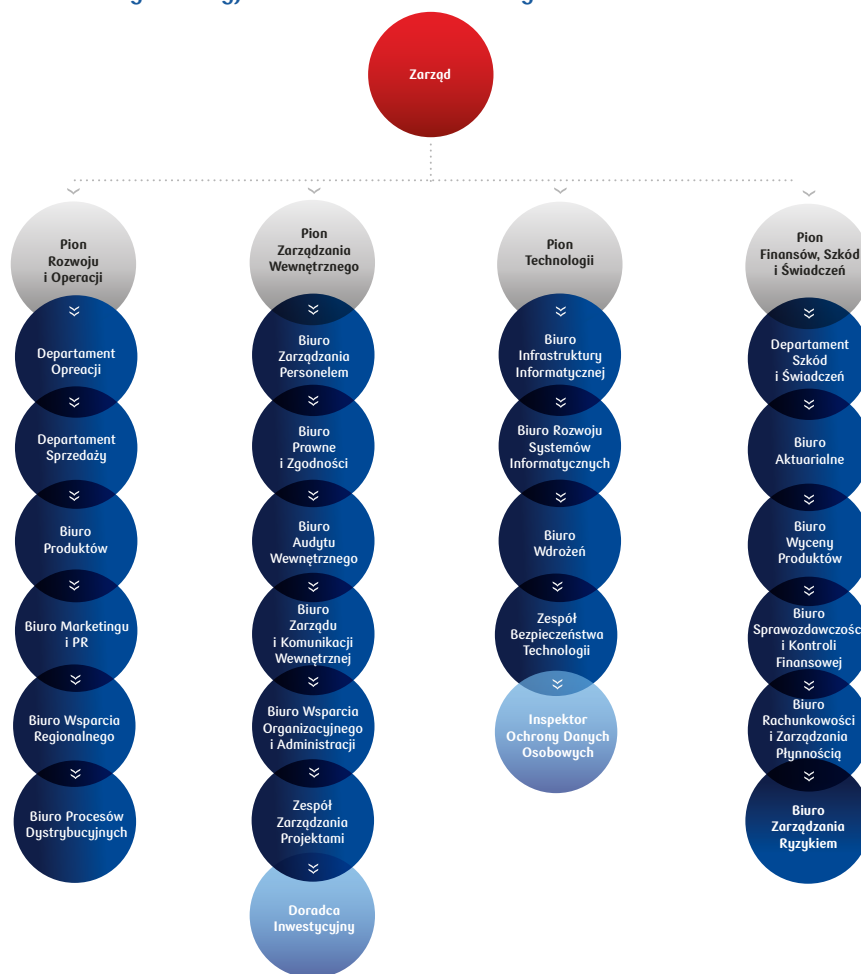 Zarząd
Pion
Rozwoju
i Operacji
Departament
Opreacji
Departament
Sprzedaży
Biuro
Produktów
Biuro Marketingu
i PR
Biuro Wsparcia
Regionalnego
Biuro Procesów
Dystrybucyjnych
Pion
Zarządzania
Wewnętrznego
Biuro
Zarządzania
Personelem
Biuro
Prawne
i Zgodności
Biuro
Audytu
Wewnętrznego
Biuro
Zarządu
i Komunikacji
Wewnętrznej
Biuro Wsparcia
Organizacyjnego
i Administracji
Zespół
Zarządzania
Projektami
Doradca
Inwestycyjny
Pion
Technologii
Biuro
Infrastruktury
Informatycznej
Biuro Rozwoju
Systemów
Informatycznych
Biuro
Wdrożeń
Zespół
Bezpieczeństwa
Technologii
Inspektor
Ochrony Danych
Osobowych
Pion
Finansów, Szkód
i Świadczeń
Departament
Szkód
i Świadczeń
Biuro
Aktuarialne
Biuro
Wyceny
Produktów
Biuro
Sprawozdawczości
i Kontroli
Finansowej
Biuro
Rachunkowości
i Zarządzania
Płynnością
Biuro
Zarządzania
Ryzykiem